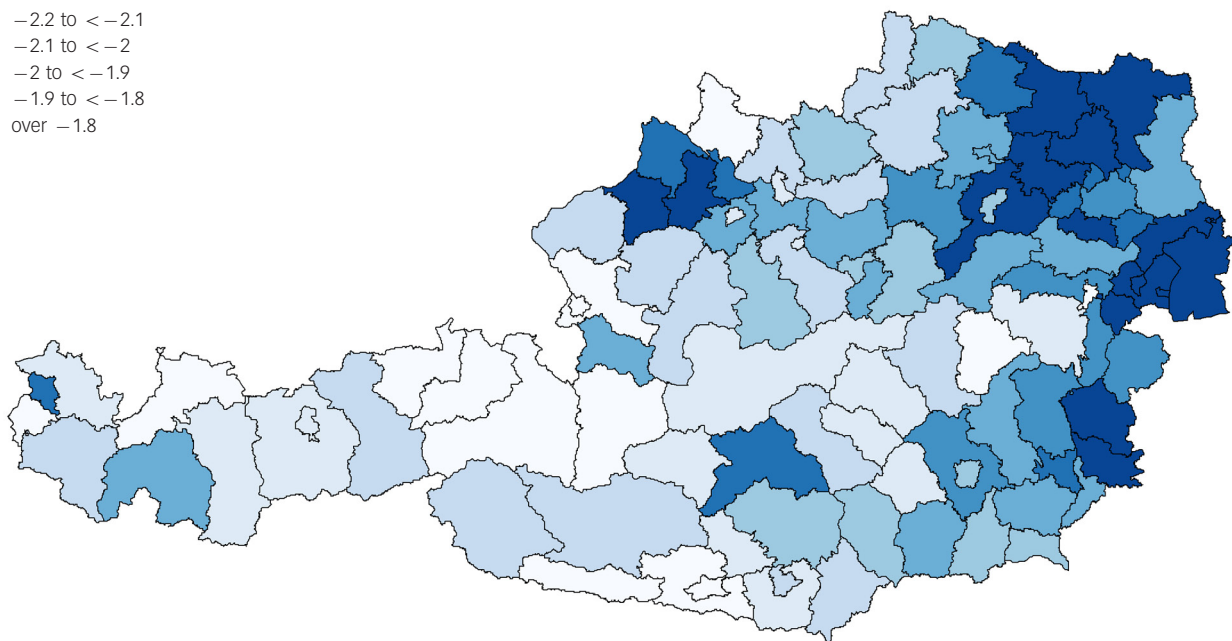 −2.2 to <−2.1
−2.1 to <−2
−2 to <−1.9
−1.9 to <−1.8
over −1.8